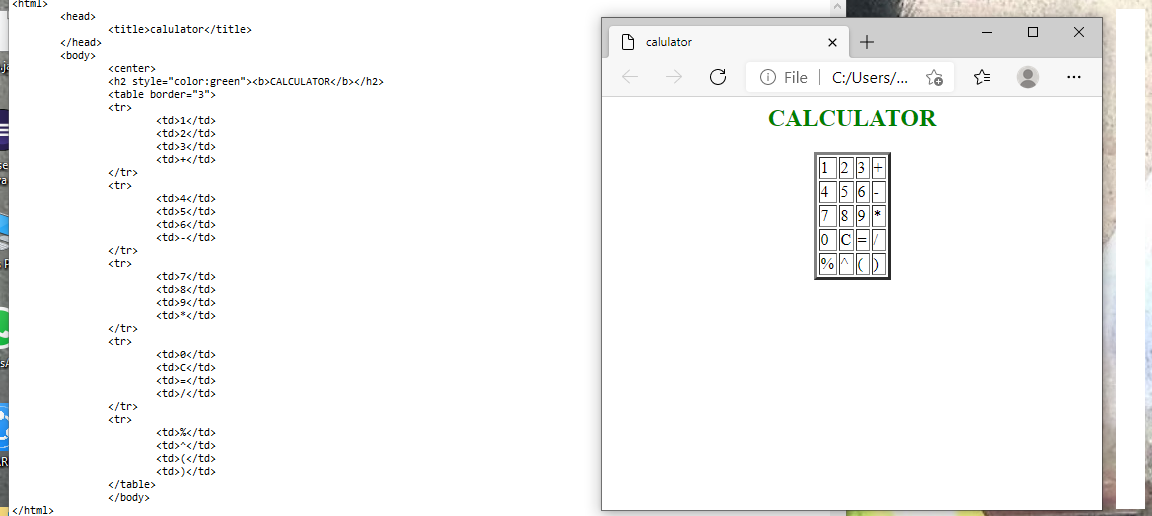 <html>
<head>
<title>calulator</title>
</head>
<body>
<center>
<h2 style="color:green"><b>CALCULATOR</b></h2>
<table border="3">
<tr>
<td>1</td>
<td>2</td>
<td>3</td>
<td>+</td>
</tr>
<tr>
<td>4</td>
<td>5</td>
<td>6</td>
<td>-</td>
</tr>
<tr>
<td>7</td>
<td>8</td>
<td>9</td>
<td>*</td>
</tr>
<tr>
<td>0</td>
<td>C</td>
<td>=</td>
<td>/</td>
</tr>
<tr>
<td>%</td>
<td>^</td>
<td>(</td>
<td>)</td>
</table>
</body>
</html>
calulator
File
C:/Users/...
CALCULATOR
1 2 3 +
4 5 6 -
7 8 9 *
0 C = /
% ^ ( )